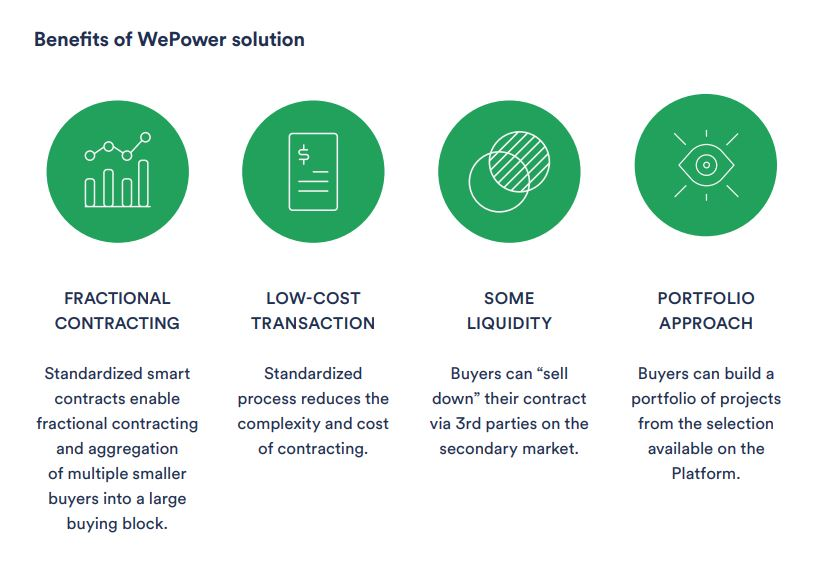 Benefits of WePower solution
$
FRACTIONAL
CONTRACTING
Standardized smart
contracts enable
fractional contracting
and aggregation
of multiple smaller
buyers into a large
buying block.
LOW-COST
TRANSACTION
Standardized
process reduces the
complexity and cost
of contracting.
SOME
LIQUIDITY
Buyers can “sell
down” their contract
via 3rd parties on the
secondary market.
PORTFOLIO
APPROACH
Buyers can build a
portfolio of projects
from the selection
available on the
Platform.